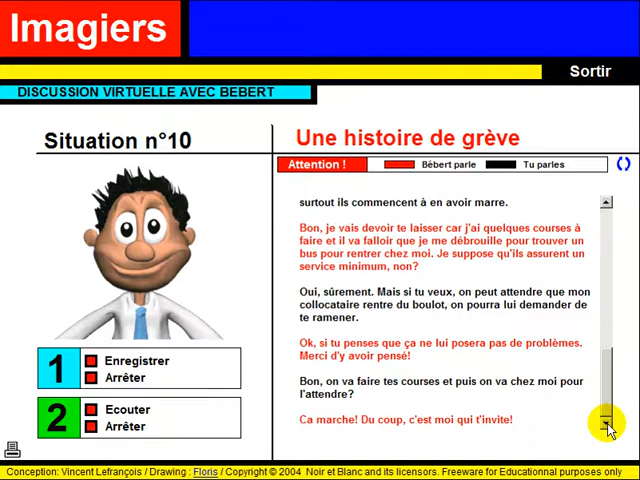 Imagiers
Sortir
DISCUSSION VIRTUELLE AVEC BEBERT
Situation n°10
Une histoire de grève
Attention !
Bébert parle
Tu parles
surtout ils commencent à en avoir marre.
Bon, je vais devoir te laisser car j'ai quelques courses à
faire et il va falloir que je me débrouille pour trouver un
bus pour rentrer chez moi. Je suppose qu'ils assurent un
service minimum, non?
Oui, sûrement. Mais si tu veux, on peut attendre que mon
collocataire rentre du boulot, on pourra lui demander de
te ramener.
Ok, si tu penses que ça ne lui posera pas de problèmes.
Merci d'y avoir pensé!
Bon, on va faire tes courses et puis on va chez moi pour
l'attendre?
Ca marche! Du coup, c'est moi qui t'invite!
1
Enregistrer
Arrêter
2
Ecouter
Arrêter
Conception: Vincent Lefrançois / Drawing : Floris / Copyright © 2004 Noir et Blanc and its licensors. Freeware for Educationnal purposes only